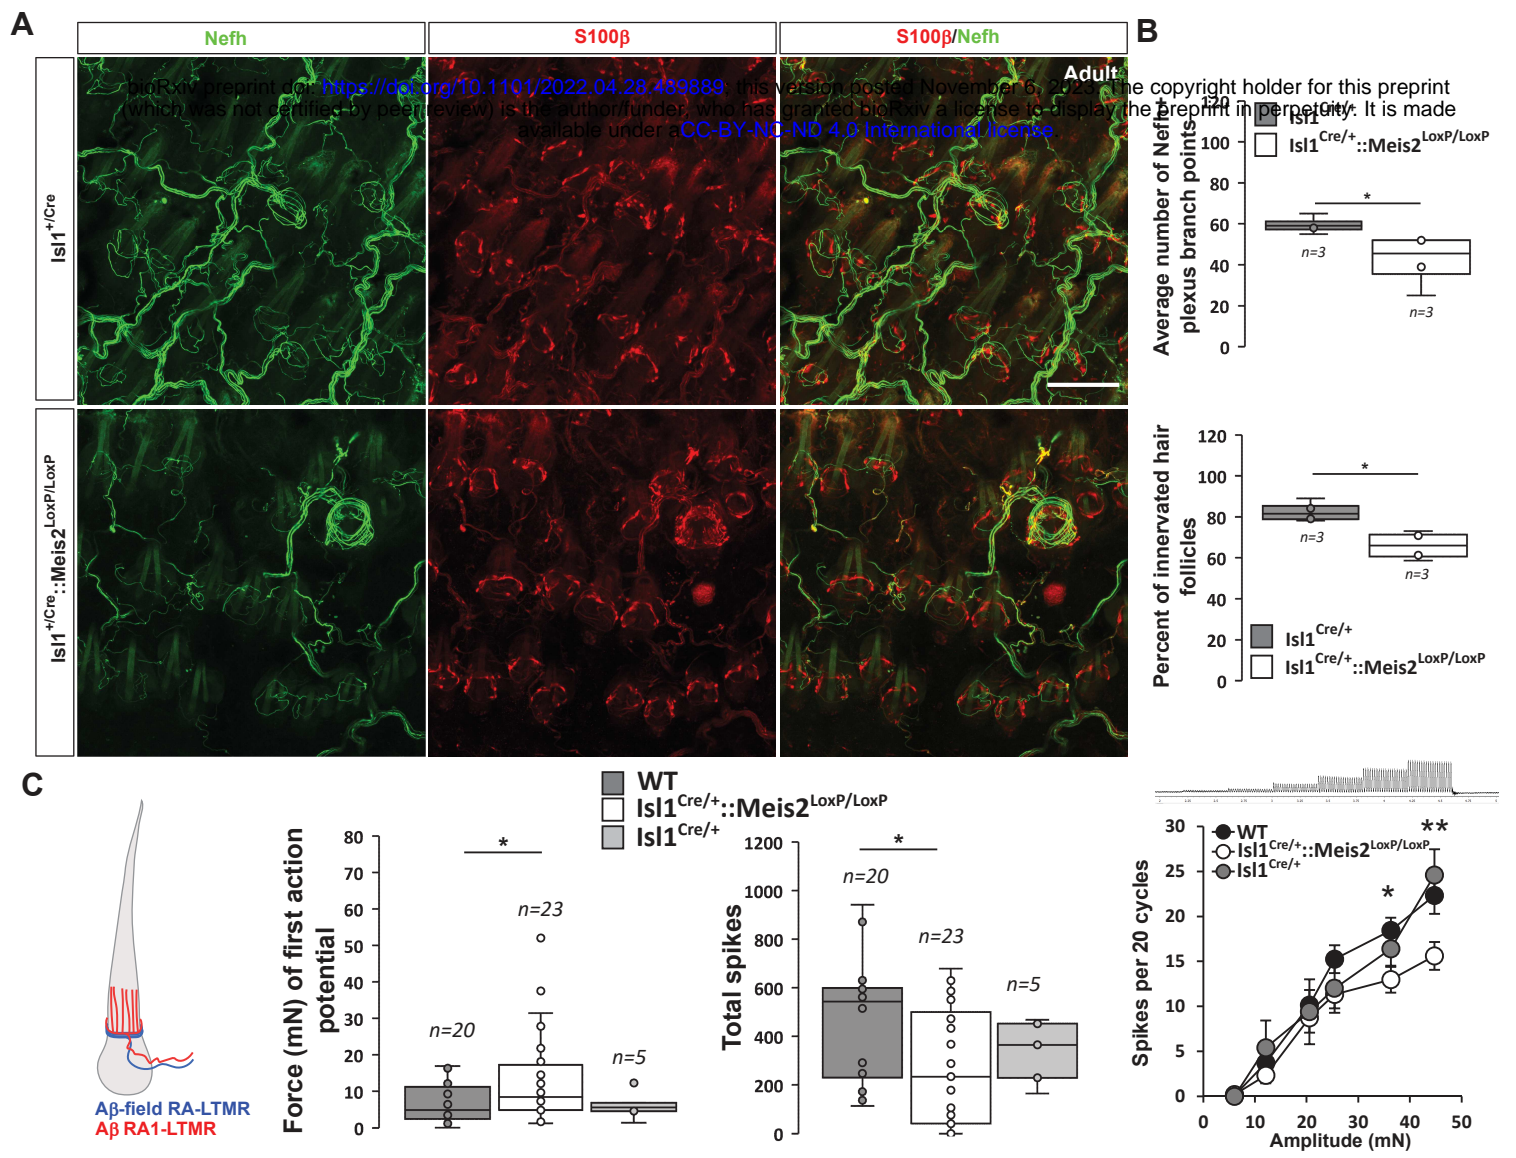 A
Nefh
S100β
S100β/Nefh
B
Adult
bioRxiv preprint doi: https://doi.org/10.1101/2022.04.28.489889; this version posted November 6, 2023. The copyright holder for this preprint
(which was not certified by peer review) is the author/funder, who has granted bioRxiv a license to display the preprint in perpetuity. It is made
available under aCC-BY-NC-ND 4.0 International license.
Isl1+/Cre
Isl1+/Cre::Meis2LoxP/LoxP
Average number of Nefh+
plexus branch points
120
100
80
60
40
20
0
Isl1Cre/+
Isl1Cre/+::Meis2LoxP/LoxP
*
n=3
n=3
Percent of innervated hair
follicles
120
100
80
60
40
20
0
*
n=3
n=3
Isl1Cre/+
Isl1Cre/+::Meis2LoxP/LoxP
C
Aβ-field RA-LTMR
Aβ RA1-LTMR
WT
Isl1Cre/+::Meis2LoxP/LoxP
Isl1Cre/+
Force (mN) of first action
potential
80
70
60
50
40
30
20
10
0
*
n=20
n=23
n=5
Total spikes
1200
1000
800
600
400
200
0
*
n=20
n=23
n=5
Spikes per 20 cycles
30
25
20
15
10
5
0
WT
Isl1Cre/+::Meis2LoxP/LoxP
Isl1Cre/+
*
**
0
10
20
30
40
50
Amplitude (mN)